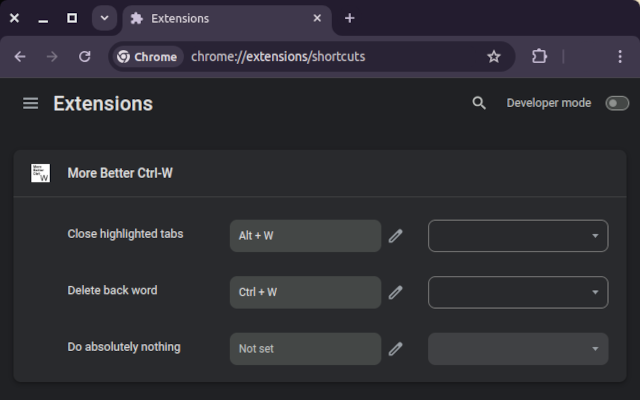 Extensions
Chrome chrome://extensions/shortcuts
Extensions Developer mode
More Better Ctrl-W
Close highlighted tabs Alt + W
Delete back word Ctrl + W
Do absolutely nothing Not set